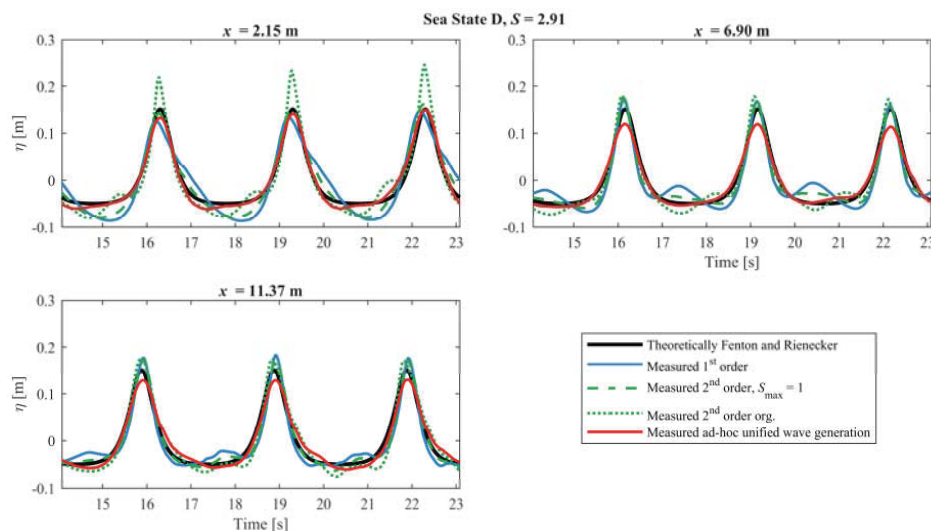 Sea State D, S = 2.91
x = 2.15 m
x = 6.90 m
0.3
0.2
0.1
0
-0.1
η [m]
15 16 17 18 19 20 21 22 23
0.3
0.2
0.1
0
-0.1
η [m]
15 16 17 18 19 20 21 22 23
Time [s]
x = 11.37 m
0.3
0.2
0.1
0
-0.1
η [m]
15 16 17 18 19 20 21 22 23
Time [s]
Theoretically Fenton and Rienecker
Measured 1st order
Measured 2nd order, Smax = 1
Measured 2nd order org.
Measured ad-hoc unified wave generation